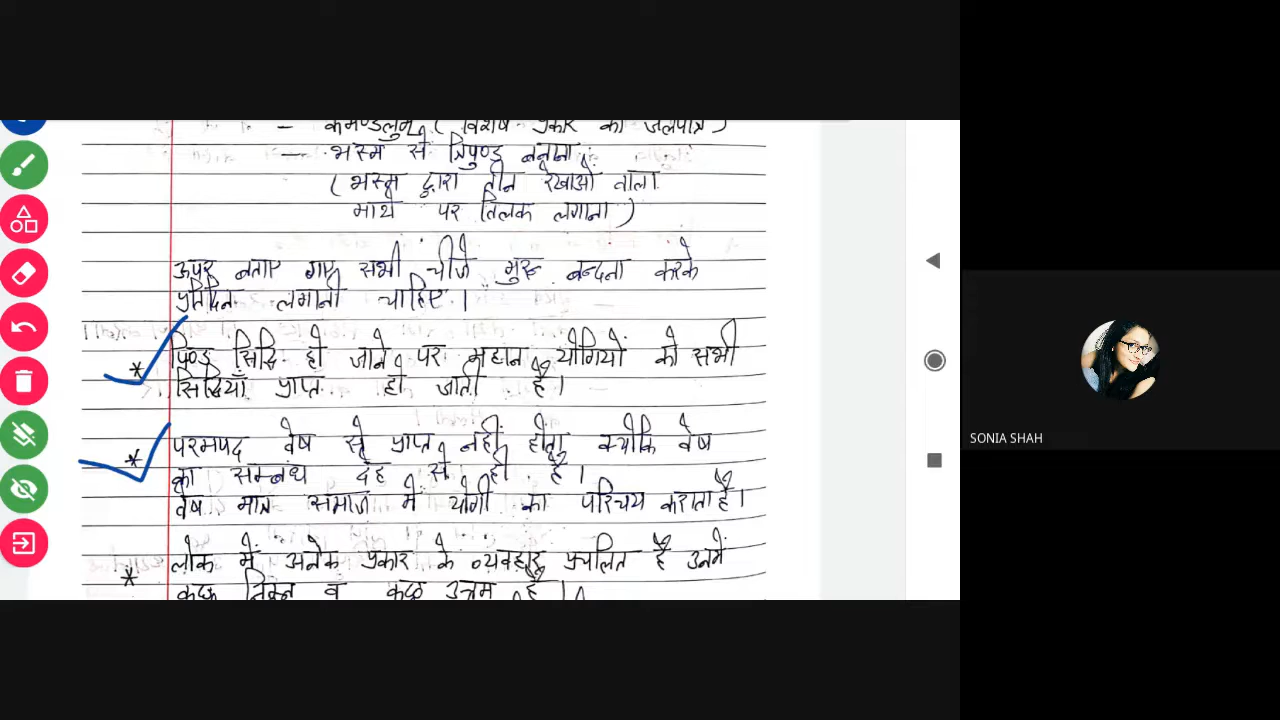 – कमण्डलुम् ( विशेष प्रकार का जलपात्र )
– भस्म से त्रिपुण्ड्र बनाना
( भस्म द्वारा तीन रेखाओं वाला
माथे पर तिलक लगाना )
ऊपर बताए गए सभी चीजें गुरू वन्दना करके
प्रतिदिन लगानी चाहिए ।
* पिण्ड सिद्धि हो जाने पर महान योगियों को सभी
सिद्धियाँ प्राप्त हो जाती है ।
* परमपद वेष से प्राप्त नहीं होता क्योंकि वेष
का सम्बन्ध देह से ही है ।
वेष मात्र समाज में योगी का परिचय कराता है ।
* लोक में अनेक प्रकार के व्यवहार प्रचलित है उनमें
कुछ निम्न व कुछ उत्तम है ।
SONIA SHAH